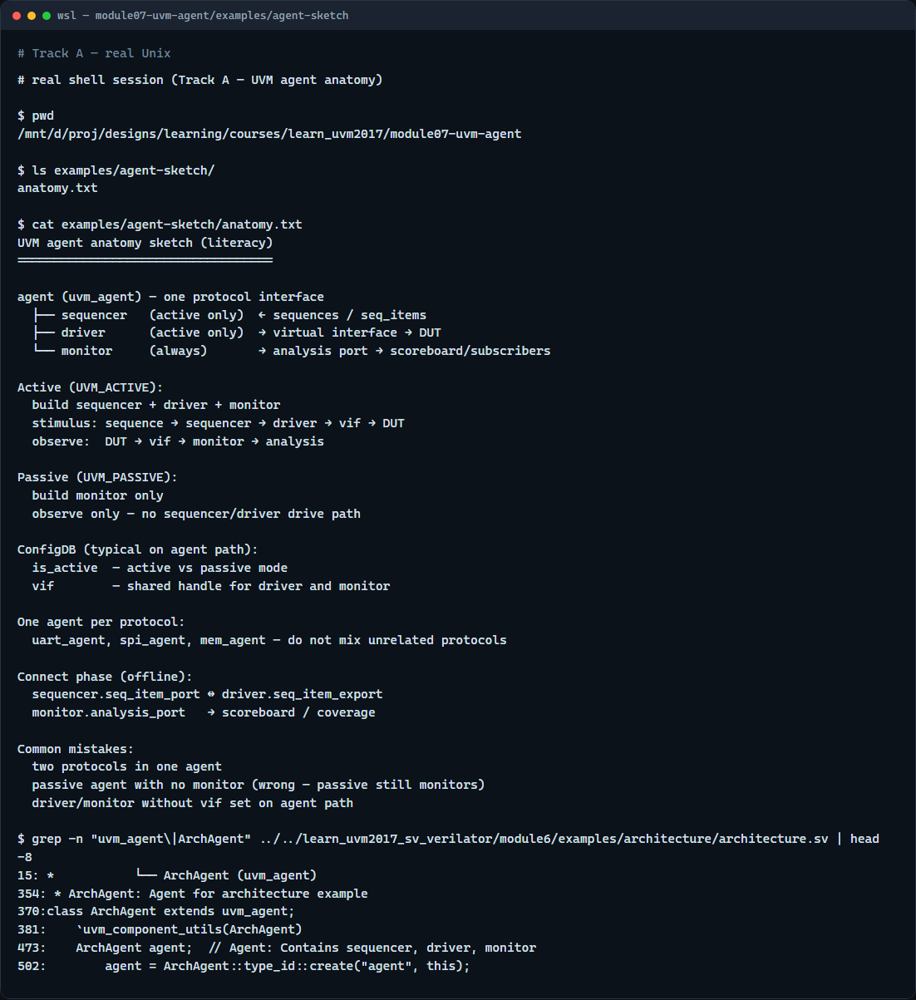 wsl — module07-uvm-agent/examples/agent-sketch
# Track A — real Unix
# real shell session (Track A — UVM agent anatomy)
$ pwd
/mnt/d/proj/designs/learning/courses/learn_uvm2017/module07-uvm-agent
$ ls examples/agent-sketch/
anatomy.txt
$ cat examples/agent-sketch/anatomy.txt
UVM agent anatomy sketch (literacy)
===================================
agent (uvm_agent) — one protocol interface
  ├── sequencer   (active only)  ← sequences / seq_items
  ├── driver      (active only)  → virtual interface → DUT
  └── monitor     (always)       → analysis port → scoreboard/subscribers
Active (UVM_ACTIVE):
  build sequencer + driver + monitor
  stimulus: sequence → sequencer → driver → vif → DUT
  observe:  DUT → vif → monitor → analysis
Passive (UVM_PASSIVE):
  build monitor only
  observe only — no sequencer/driver drive path
ConfigDB (typical on agent path):
  is_active  — active vs passive mode
  vif        — shared handle for driver and monitor
One agent per protocol:
  uart_agent, spi_agent, mem_agent — do not mix unrelated protocols
Connect phase (offline):
  sequencer.seq_item_port ↔ driver.seq_item_export
  monitor.analysis_port   → scoreboard / coverage
Common mistakes:
  two protocols in one agent
  passive agent with no monitor (wrong — passive still monitors)
  driver/monitor without vif set on agent path
$ grep -n "uvm_agent\|ArchAgent" ../../learn_uvm2017_sv_verilator/module6/examples/architecture/architecture.sv | head
-8
15: *           └── ArchAgent (uvm_agent)
354: * ArchAgent: Agent for architecture example
370:class ArchAgent extends uvm_agent;
381:    `uvm_component_utils(ArchAgent)
473:    ArchAgent agent;  // Agent: Contains sequencer, driver, monitor
502:        agent = ArchAgent::type_id::create("agent", this);